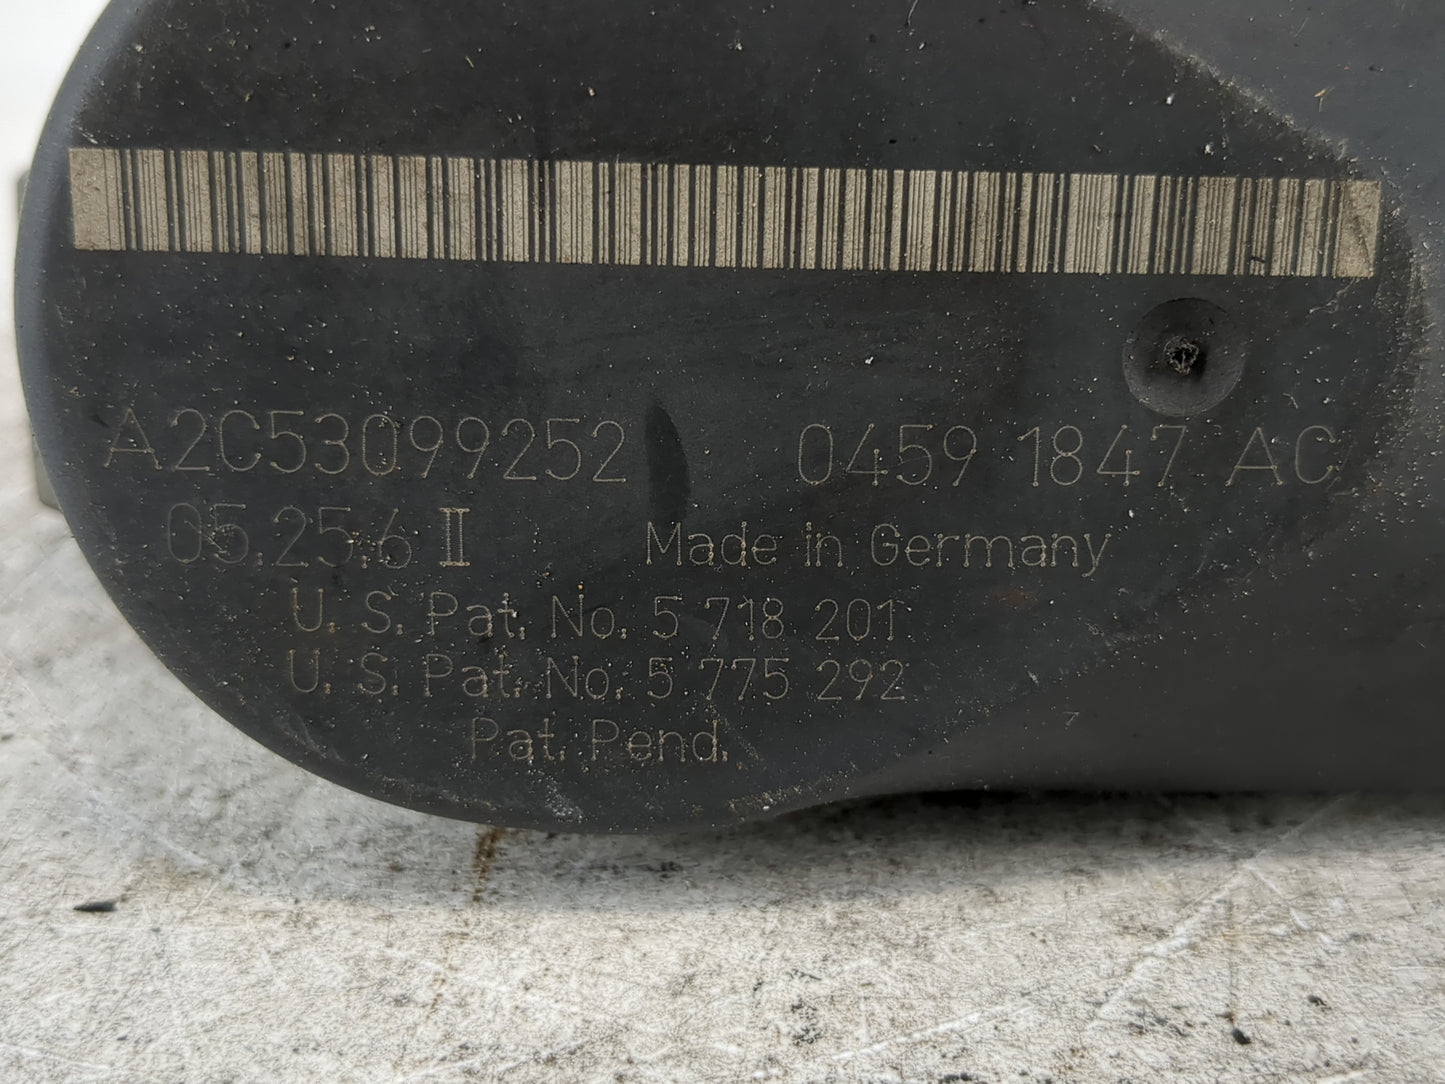 A2C53099252 0459 1847 AC
05.25.6 II Made in Germany
U. S. Pat. No. 5 718 201
U. S. Pat. No. 5 775 292
Pat. Pend.